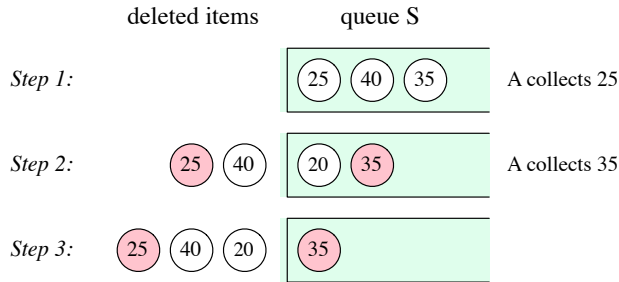 deleted items queue S
Step 1: 25 40 35 A collects 25
Step 2: 25 40 20 35 A collects 35
Step 3: 25 40 20 35